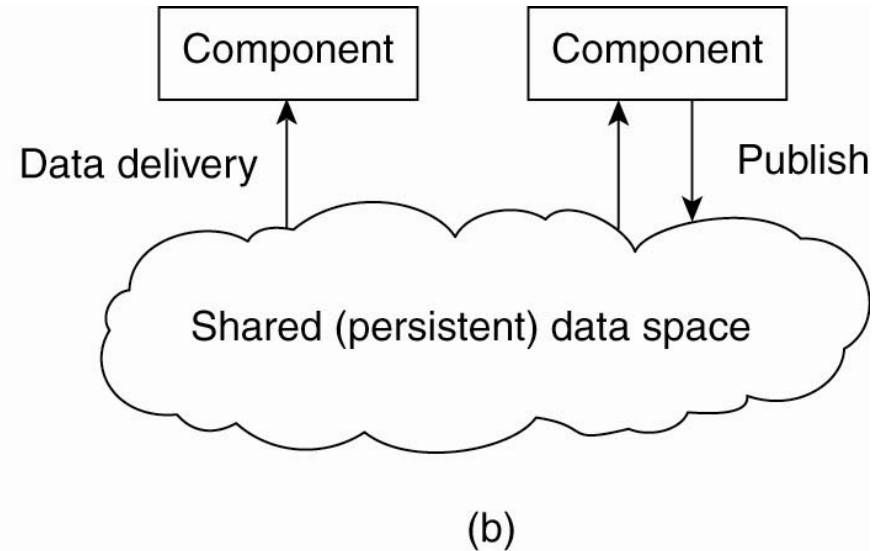 Component
Component
Data delivery
Publish
Shared (persistent) data space
(b)